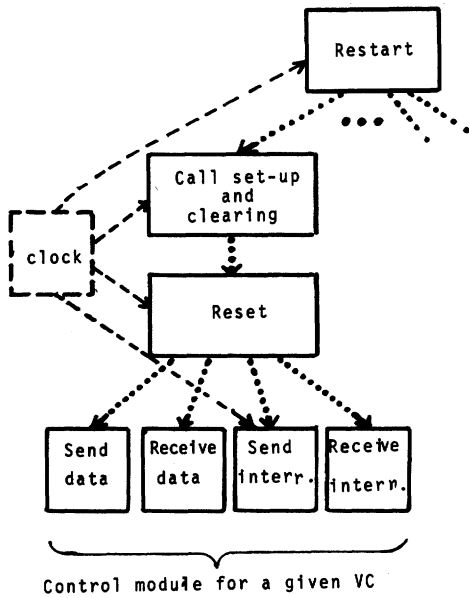 Restart
Call set-up
and
clearing
clock
Reset
Send
data
Receive
data
Send
interr.
Receive
interr.
Control module for a given VC